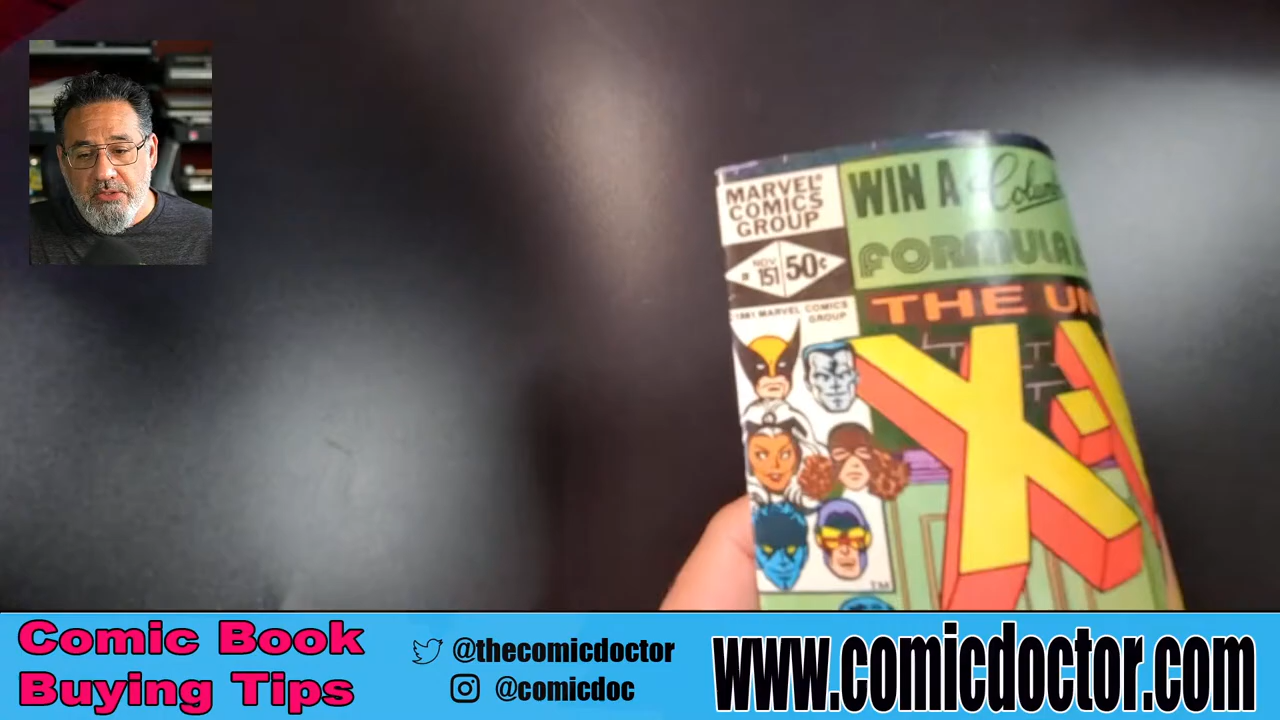 MARVEL®
COMICS
GROUP
NOV
151
50¢
1981 MARVEL COMICS
GROUP
TM
WIN A
FORMULA
THE UN
X-
Comic Book
Buying Tips
@thecomicdoctor
@comicdoc
www.comicdoctor.com